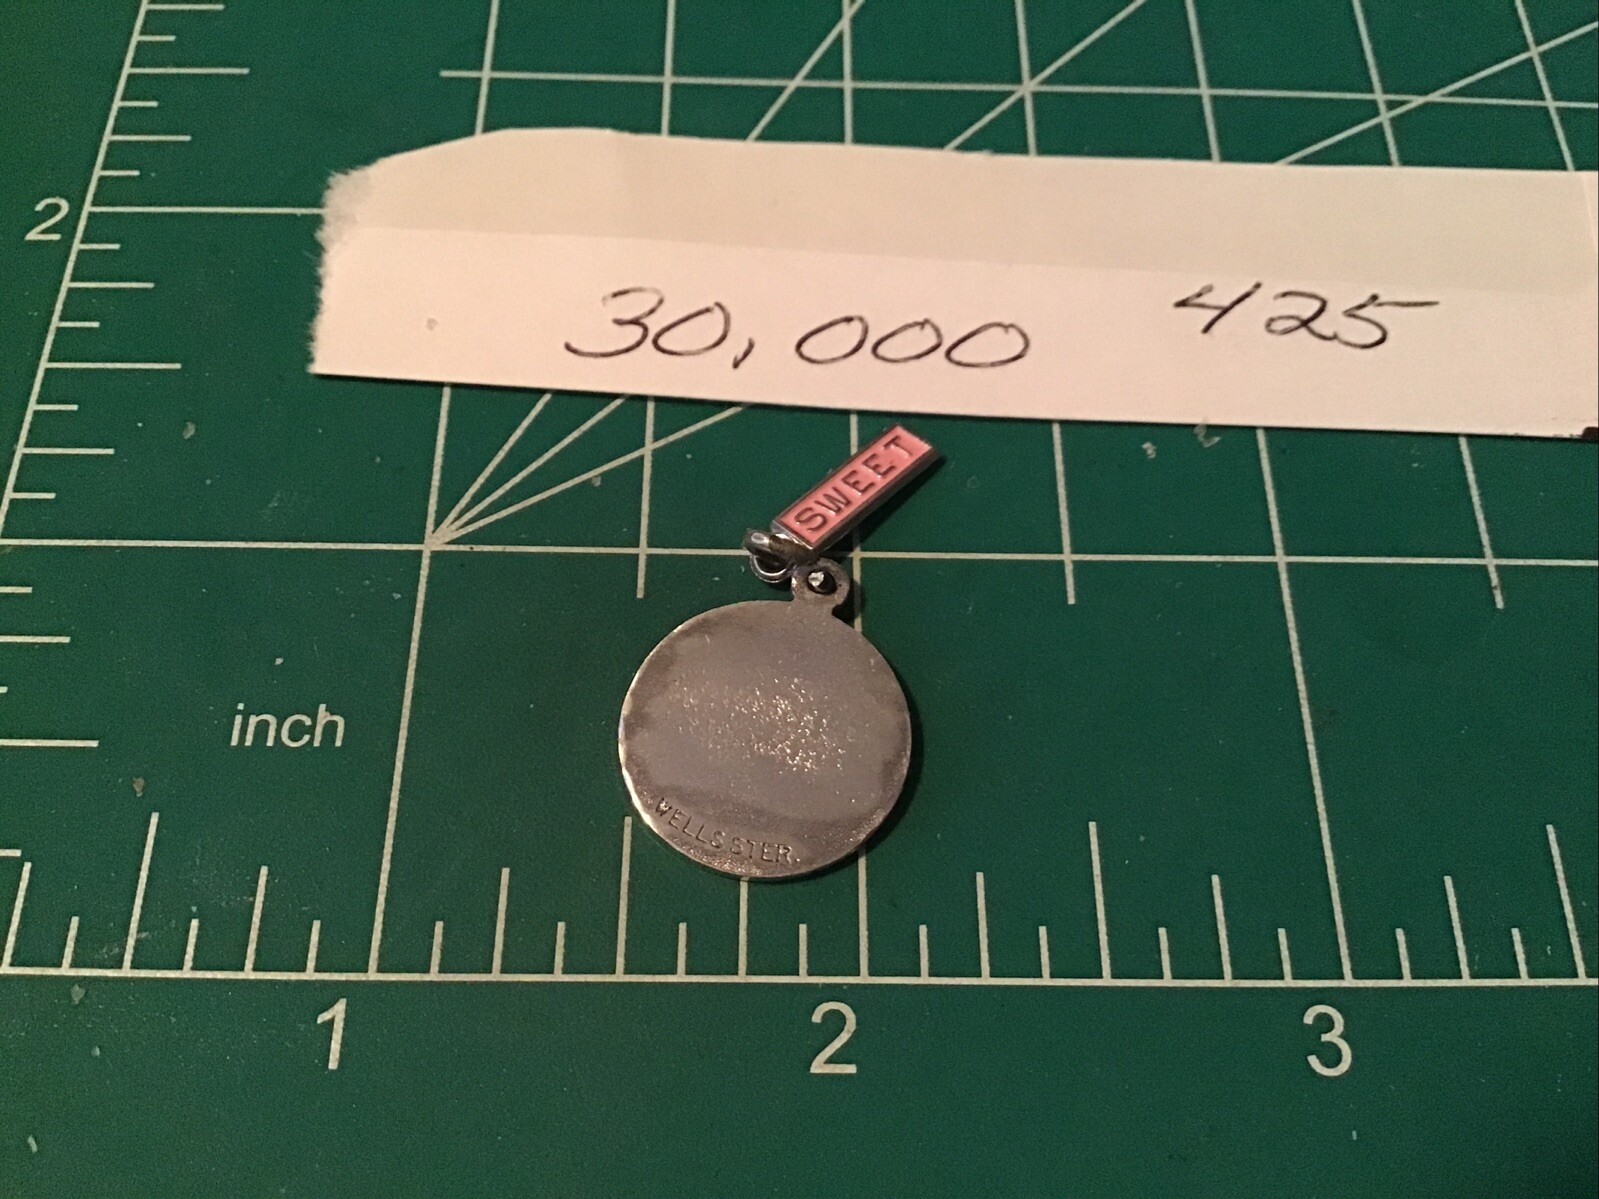 2
30,000 425
SWEET
inch
WELLS STER.
1 2 3